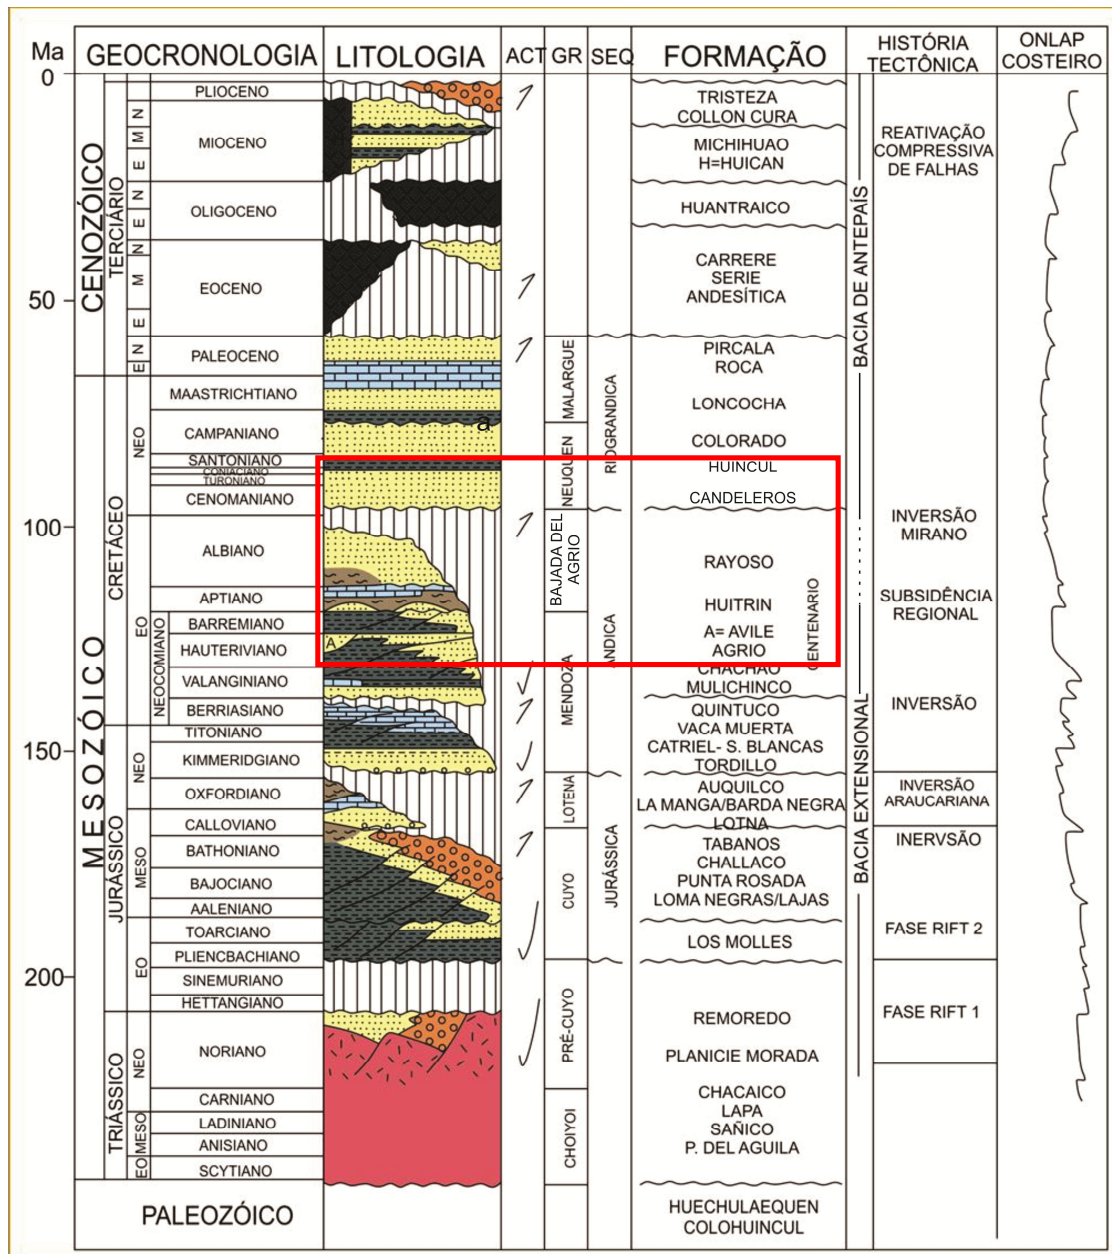 Ma
GEOCRONOLOGIA
LITOLOGIA
ACT
GR
SEQ
FORMAÇÃO
HISTÓRIA
TECTÔNICA
ONLAP
COSTEIRO
0
50
100
150
200
CENOZÓICO
MESOZÓICO
TERCIÁRIO
CRETÁCEO
JURÁSSICO
TRIÁSSICO
N
M
E
N
E
N
M
E
N
E
NEO
EO
NEOCOMIANO
NEO
MESO
EO
NEO
MESO
EO
PLIOCENO
MIOCENO
OLIGOCENO
EOCENO
PALEOCENO
MAASTRICHTIANO
CAMPANIANO
SANTONIANO
CONIACIANO
TURONIANO
CENOMANIANO
ALBIANO
APTIANO
BARREMIANO
HAUTERIVIANO
VALANGINIANO
BERRIASIANO
TITONIANO
KIMMERIDGIANO
OXFORDIANO
CALLOVIANO
BATHONIANO
BAJOCIANO
AALENIANO
TOARCIANO
PLIENCBACHIANO
SINEMURIANO
HETTANGIANO
NORIANO
CARNIANO
LADINIANO
ANISIANO
SCYTIANO
PALEOZÓICO
a
A
MALARGUE
NEUQUEN
BAJADA DEL
AGRIO
MENDOZA
LOTENA
CUYO
PRÉ-CUYO
CHOIYOI
RIOGRANDICA
ANDICA
JURÁSSICA
TRISTEZA
COLLON CURA
MICHIHUAO
H=HUICAN
HUANTRAICO
CARRERE
SERIE
ANDESÍTICA
PIRCALA
ROCA
LONCOCHA
COLORADO
HUINCUL
CANDELEROS
RAYOSO
HUITRIN
A= AVILE
AGRIO
CENTENARIO
CHACHAO
MULICHINCO
QUINTUCO
VACA MUERTA
CATRIEL- S. BLANCAS
TORDILLO
AUQUILCO
LA MANGA/BARDA NEGRA
LOTNA
TABANOS
CHALLACO
PUNTA ROSADA
LOMA NEGRAS/LAJAS
LOS MOLLES
REMOREDO
PLANICIE MORADA
CHACAICO
LAPA
SAÑICO
P. DEL AGUILA
HUECHULAEQUEN
COLOHUINCUL
BACIA DE ANTEPAÍS
BACIA EXTENSIONAL
REATIVAÇÃO
COMPRESSIVA
DE FALHAS
INVERSÃO
MIRANO
SUBSIDÊNCIA
REGIONAL
INVERSÃO
INVERSÃO
ARAUCARIANA
INERVSÃO
FASE RIFT 2
FASE RIFT 1